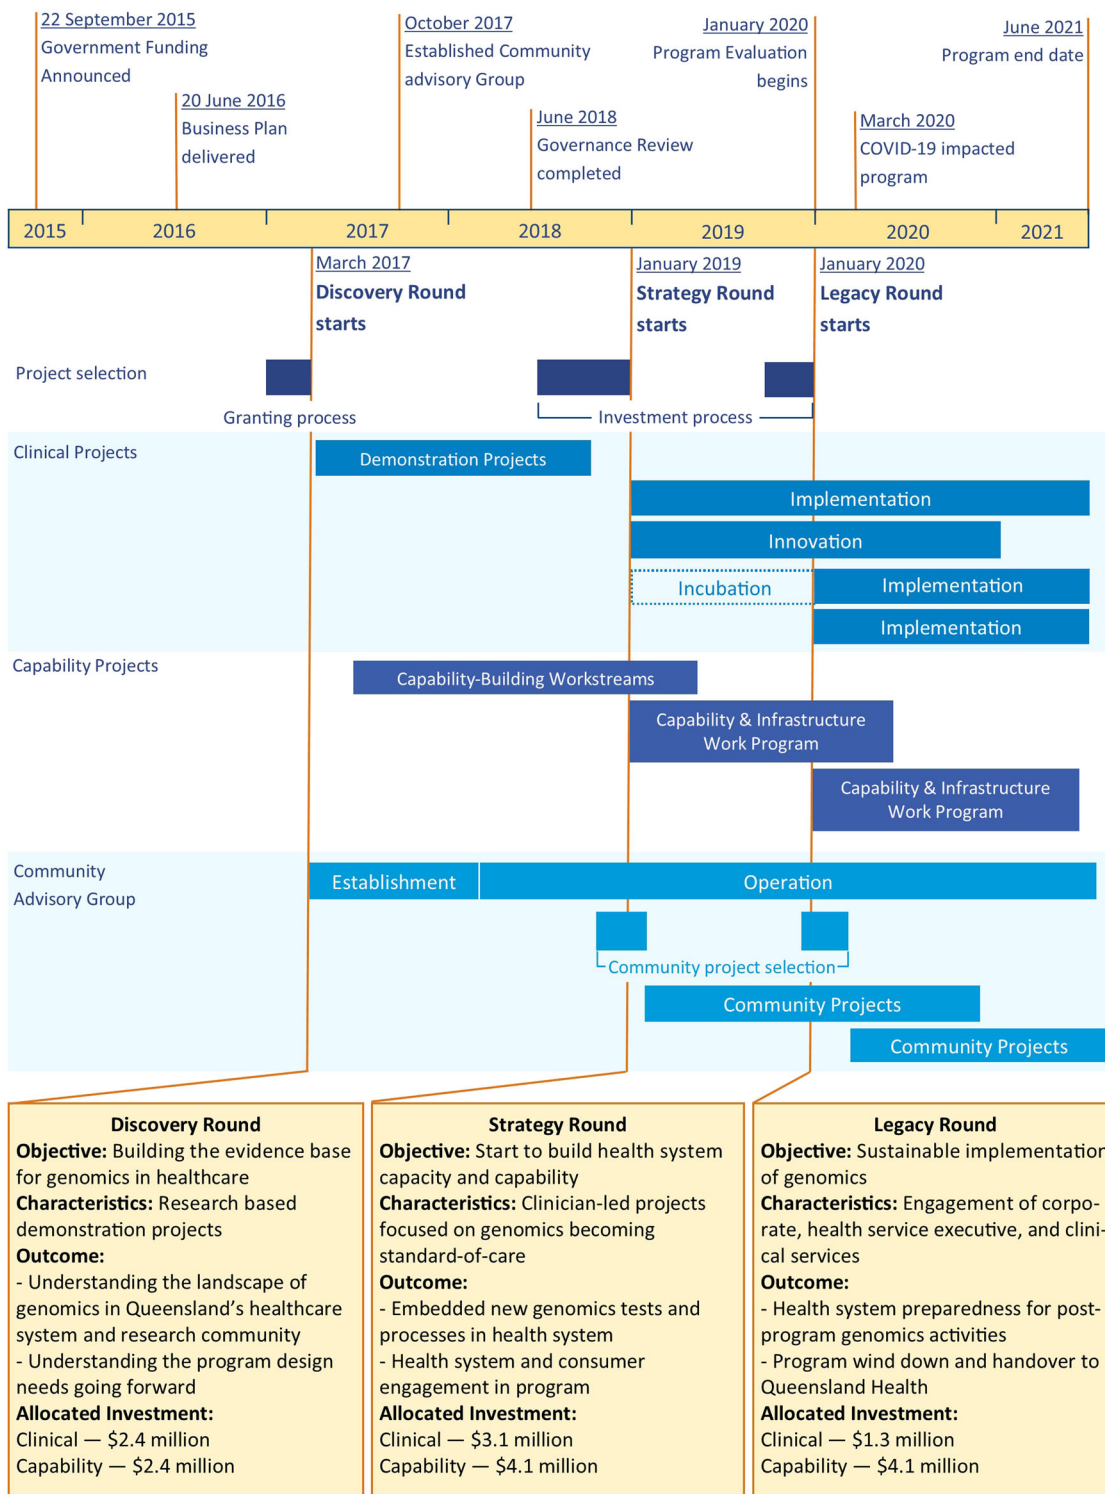 22 September 2015
Government Funding
Announced
20 June 2016
Business Plan
delivered
October 2017
Established Community
advisory Group
June 2018
Governance Review
completed
January 2020
Program Evaluation
begins
March 2020
COVID-19 impacted
program
June 2021
Program end date
2015
2016
2017
2018
2019
2020
2021
March 2017
Discovery Round
starts
January 2019
Strategy Round
starts
January 2020
Legacy Round
starts
Project selection
Granting process
Investment process
Clinical Projects
Demonstration Projects
Implementation
Innovation
Incubation
Implementation
Implementation
Capability Projects
Capability-Building Workstreams
Capability & Infrastructure
Work Program
Capability & Infrastructure
Work Program
Community
Advisory Group
Establishment
Operation
Community project selection
Community Projects
Community Projects
Discovery Round
Objective: Building the evidence base
for genomics in healthcare
Characteristics: Research based
demonstration projects
Outcome:
- Understanding the landscape of
genomics in Queensland's healthcare
system and research community
- Understanding the program design
needs going forward
Allocated Investment:
Clinical — $2.4 million
Capability — $2.4 million
Strategy Round
Objective: Start to build health system
capacity and capability
Characteristics: Clinician-led projects
focused on genomics becoming
standard-of-care
Outcome:
- Embedded new genomics tests and
processes in health system
- Health system and consumer
engagement in program
Allocated Investment:
Clinical — $3.1 million
Capability — $4.1 million
Legacy Round
Objective: Sustainable implementation
of genomics
Characteristics: Engagement of corpo-
rate, health service executive, and clini-
cal services
Outcome:
- Health system preparedness for post-
program genomics activities
- Program wind down and handover to
Queensland Health
Allocated Investment:
Clinical — $1.3 million
Capability — $4.1 million